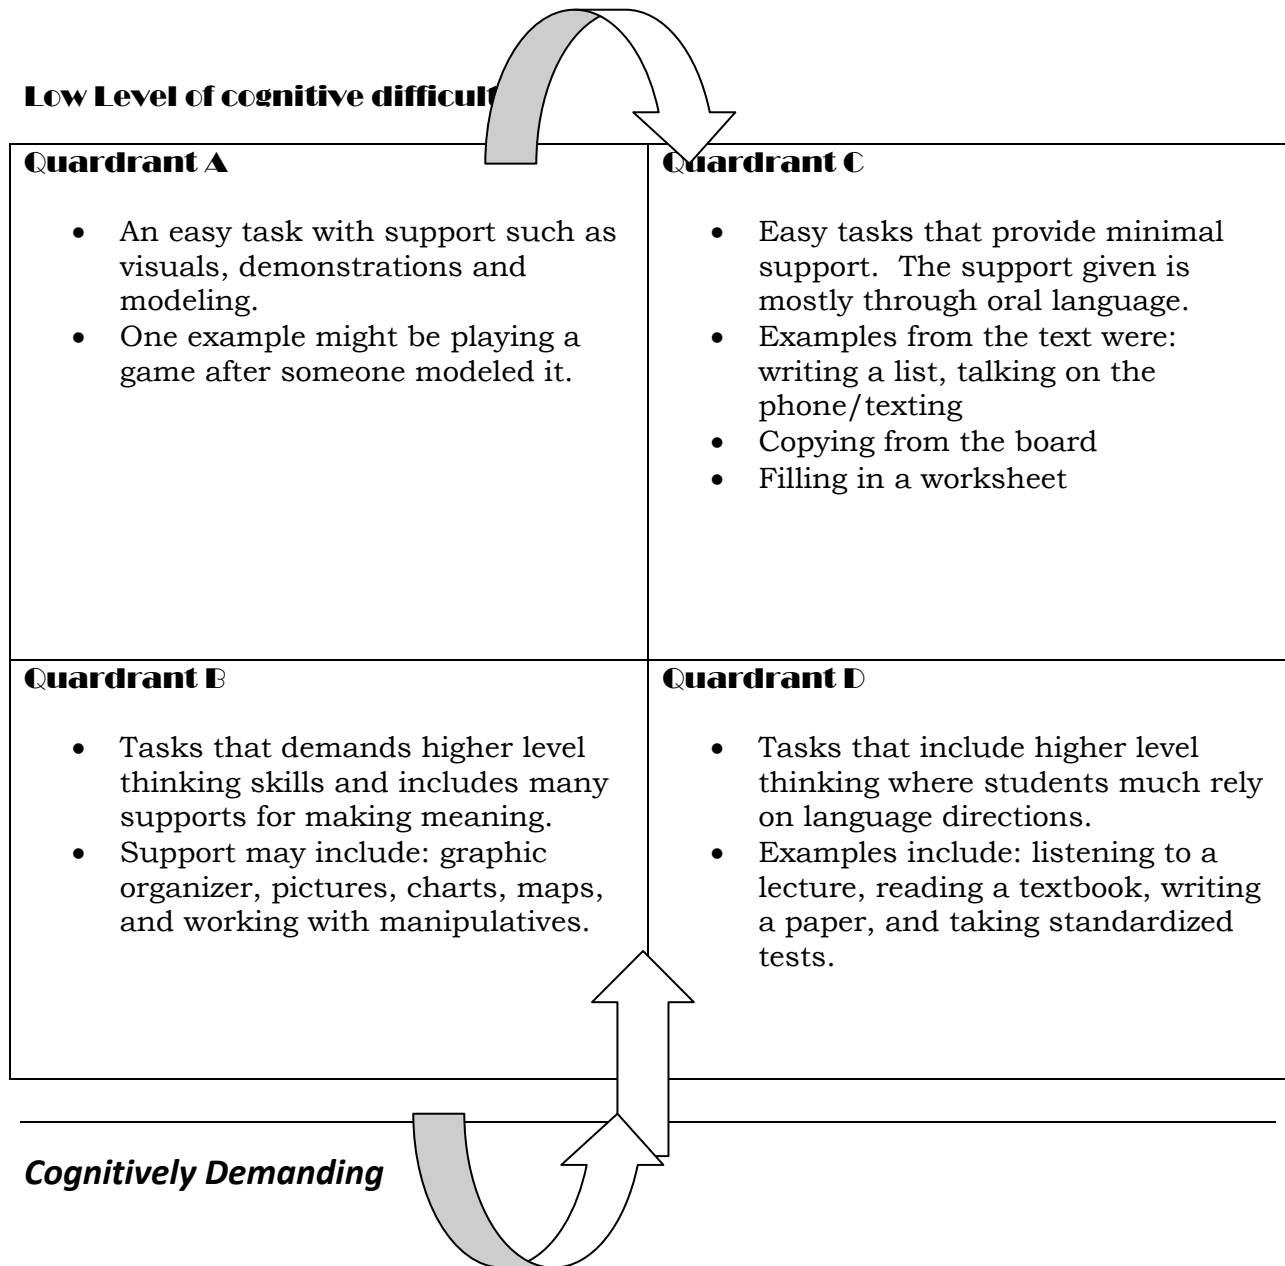 Low Level of cognitive difficult
Quardrant A
• An easy task with support such as
visuals, demonstrations and
modeling.
• One example might be playing a
game after someone modeled it.
Quardrant C
• Easy tasks that provide minimal
support. The support given is
mostly through oral language.
• Examples from the text were:
writing a list, talking on the
phone/texting
• Copying from the board
• Filling in a worksheet
Quardrant B
• Tasks that demands higher level
thinking skills and includes many
supports for making meaning.
• Support may include: graphic
organizer, pictures, charts, maps,
and working with manipulatives.
Quardrant D
• Tasks that include higher level
thinking where students much rely
on language directions.
• Examples include: listening to a
lecture, reading a textbook, writing
a paper, and taking standardized
tests.
Cognitively Demanding